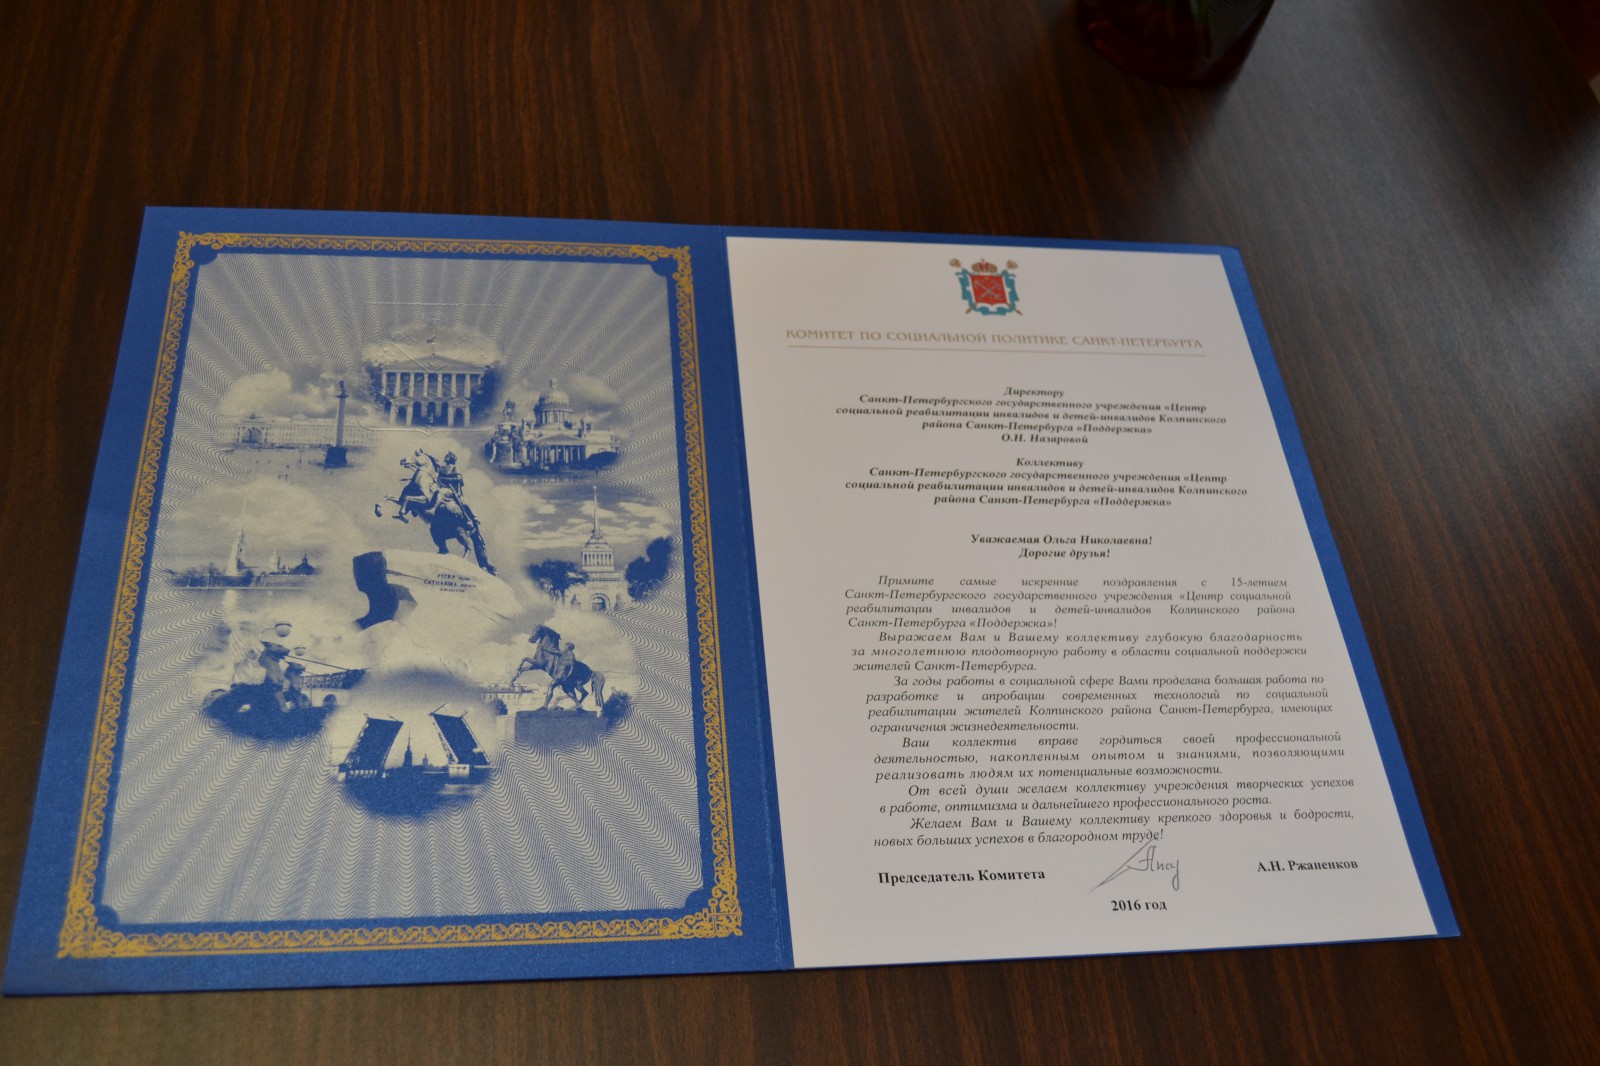 КОМИТЕТ ПО СОЦИАЛЬНОЙ ПОЛИТИКЕ САНКТ-ПЕТЕРБУРГА
Директору
Санкт-Петербургского государственного учреждения «Центр
социальной реабилитации инвалидов и детей-инвалидов Колпинского
района Санкт-Петербурга «Поддержка»
О.Н. Назаровой
Коллективу
Санкт-Петербургского государственного учреждения «Центр
социальной реабилитации инвалидов и детей-инвалидов Колпинского
района Санкт-Петербурга «Поддержка»
Уважаемая Ольга Николаевна!
Дорогие друзья!
Примите самые искренние поздравления с 15-летием
Санкт-Петербургского государственного учреждения «Центр социальной
реабилитации инвалидов и детей-инвалидов Колпинского района
Санкт-Петербурга «Поддержка»!
Выражаем Вам и Вашему коллективу глубокую благодарность
за многолетнюю плодотворную работу в области социальной поддержки
жителей Санкт-Петербурга.
За годы работы в социальной сфере Вами проделана большая работа по
разработке и апробации современных технологий по социальной
реабилитации жителей Колпинского района Санкт-Петербурга, имеющих
ограничения жизнедеятельности.
Ваш коллектив вправе гордиться своей профессиональной
деятельностью, накопленным опытом и знаниями, позволяющими
реализовать людям их потенциальные возможности.
От всей души желаем коллективу учреждения творческих успехов
в работе, оптимизма и дальнейшего профессионального роста.
Желаем Вам и Вашему коллективу крепкого здоровья и бодрости,
новых больших успехов в благородном труде!
Председатель Комитета
А.Н. Ржаненков
2016 год
ПЕТРУ
ЕКАТЕРИНА